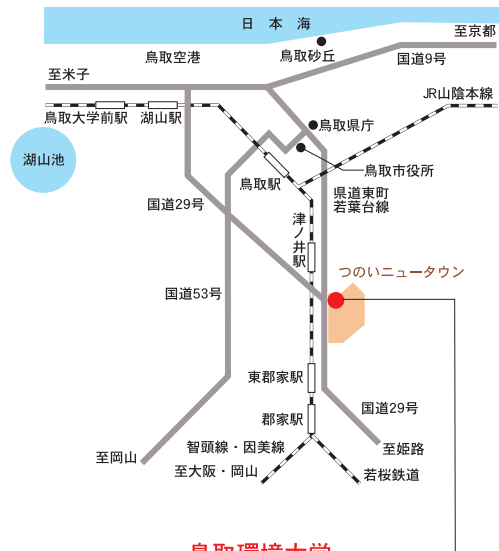 日本海
至京都
鳥取砂丘
鳥取空港
国道9号
至米子
JR山陰本線
鳥取大学前駅
湖山駅
鳥取県庁
湖山池
鳥取市役所
鳥取駅
県道東町
若葉台線
国道29号
津ノ井駅
つのいニュータウン
国道53号
東郡家駅
国道29号
郡家駅
智頭線・因美線
至姫路
至岡山
至大阪・岡山
若桜鉄道
鳥取環境大学